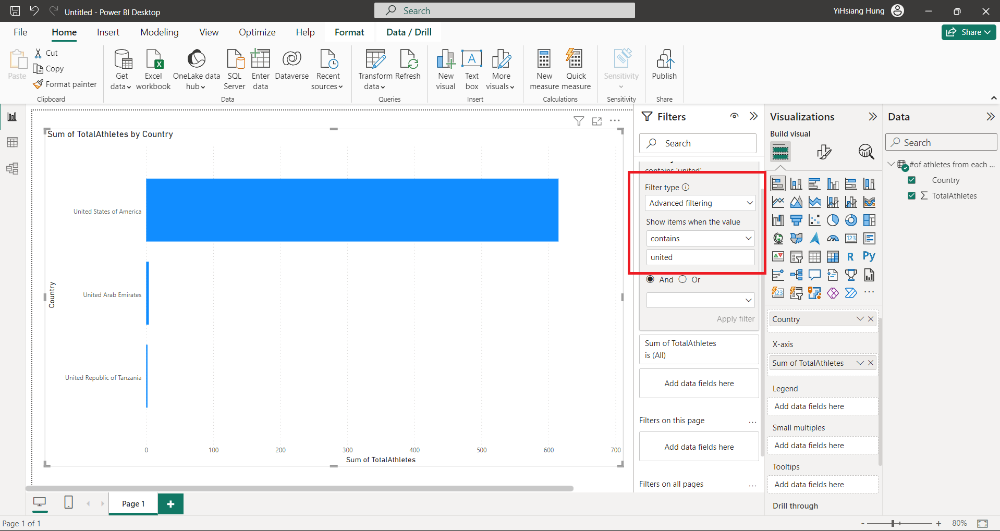 Untitled - Power BI Desktop
Search
YiHsiang Hung
File
Home
Insert
Modeling
View
Optimize
Help
Format
Data / Drill
Share
Paste
Cut
Copy
Format painter
Clipboard
Get data
Excel workbook
OneLake data hub
SQL Server
Enter data
Dataverse
Recent sources
Data
Transform data
Refresh
Queries
New visual
Text box
More visuals
Insert
New measure
Quick measure
Calculations
Sensitivity
Sensitivity
Publish
Share
Sum of TotalAthletes by Country
United States of America
United Arab Emirates
United Republic of Tanzania
Country
0 100 200 300 400 500 600 700
Sum of TotalAthletes
Filters
Search
contains 'united'
Filter type
Advanced filtering
Show items when the value
contains
united
And Or
Apply filter
Sum of TotalAthletes
is (All)
Add data fields here
Filters on this page ...
Add data fields here
Filters on all pages ...
Visualizations
Build visual
123
R
Py
123
...
Country
X-axis
Sum of TotalAthletes
Legend
Add data fields here
Small multiples
Add data fields here
Tooltips
Add data fields here
Drill through
Data
Search
#of athletes from each ...
Country
TotalAthletes
Page 1
Page 1 of 1
- + 80%